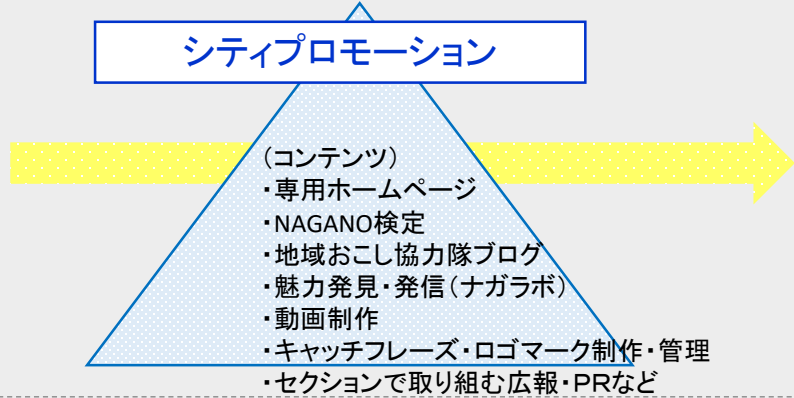 シティプロモーション
（コンテンツ）
・専用ホームページ
・NAGANO検定
・地域おこし協力隊ブログ
・魅力発見・発信（ナガラボ）
・動画制作
・キャッチフレーズ・ロゴマーク制作・管理
・セクションで取り組む広報・ＰＲなど